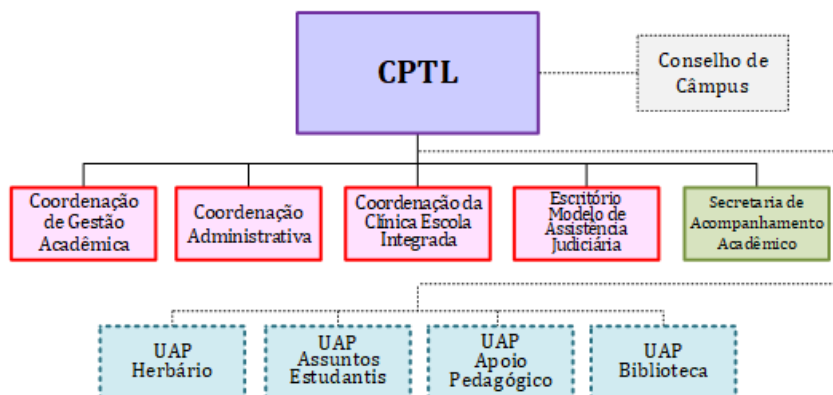 CPTL
Conselho de
Câmpus
Coordenação
de Gestão
Acadêmica
Coordenação
Administrativa
Coordenação da
Clínica Escola
Integrada
Escritório
Modelo de
Assistência
Judiciária
Secretaria de
Acompanhamento
Acadêmico
UAP
Herbário
UAP
Assuntos
Estudantis
UAP
Apoio
Pedagógico
UAP
Biblioteca